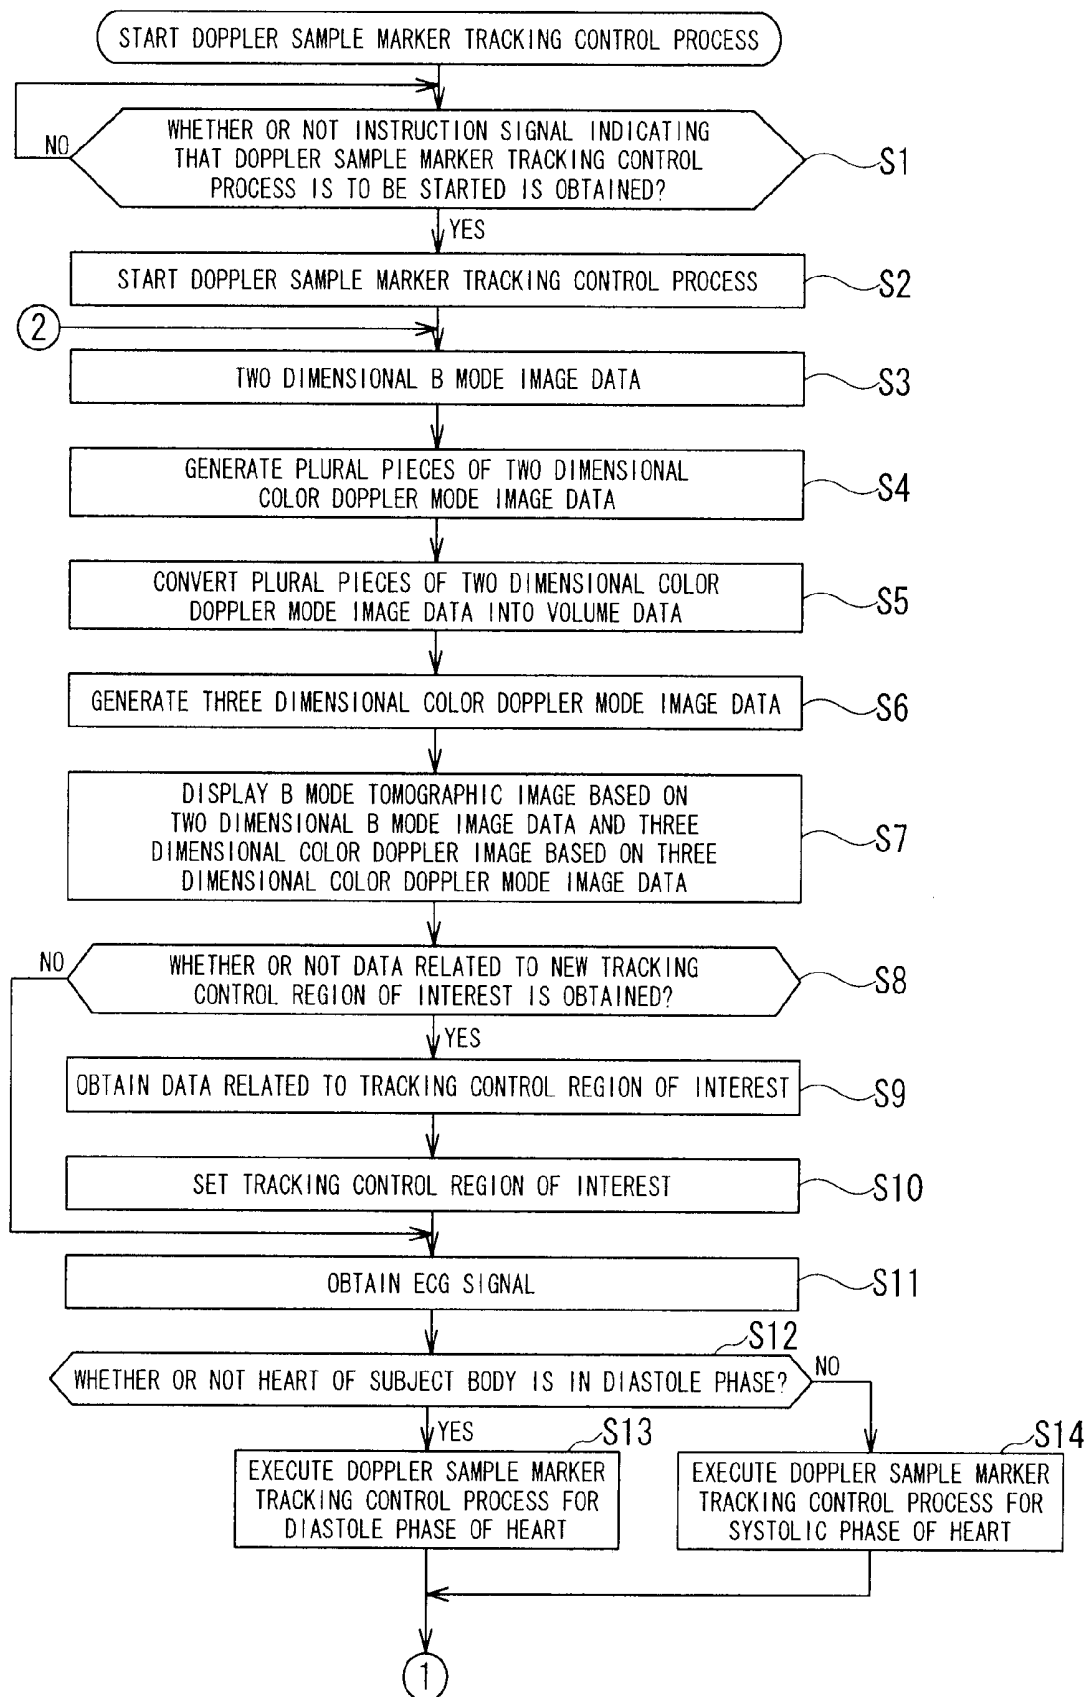 START DOPPLER SAMPLE MARKER TRACKING CONTROL PROCESS
WHETHER OR NOT INSTRUCTION SIGNAL INDICATING
THAT DOPPLER SAMPLE MARKER TRACKING CONTROL
PROCESS IS TO BE STARTED IS OBTAINED?
NO
S1
YES
START DOPPLER SAMPLE MARKER TRACKING CONTROL PROCESS
S2
2
TWO DIMENSIONAL B MODE IMAGE DATA
S3
GENERATE PLURAL PIECES OF TWO DIMENSIONAL
COLOR DOPPLER MODE IMAGE DATA
S4
CONVERT PLURAL PIECES OF TWO DIMENSIONAL COLOR
DOPPLER MODE IMAGE DATA INTO VOLUME DATA
S5
GENERATE THREE DIMENSIONAL COLOR DOPPLER MODE IMAGE DATA
S6
DISPLAY B MODE TOMOGRAPHIC IMAGE BASED ON
TWO DIMENSIONAL B MODE IMAGE DATA AND THREE
DIMENSIONAL COLOR DOPPLER IMAGE BASED ON THREE
DIMENSIONAL COLOR DOPPLER MODE IMAGE DATA
S7
NO
WHETHER OR NOT DATA RELATED TO NEW TRACKING
CONTROL REGION OF INTEREST IS OBTAINED?
S8
YES
OBTAIN DATA RELATED TO TRACKING CONTROL REGION OF INTEREST
S9
SET TRACKING CONTROL REGION OF INTEREST
S10
OBTAIN ECG SIGNAL
S11
S12
WHETHER OR NOT HEART OF SUBJECT BODY IS IN DIASTOLE PHASE?
NO
YES
S13
S14
EXECUTE DOPPLER SAMPLE MARKER
TRACKING CONTROL PROCESS FOR
DIASTOLE PHASE OF HEART
EXECUTE DOPPLER SAMPLE MARKER
TRACKING CONTROL PROCESS FOR
SYSTOLIC PHASE OF HEART
1